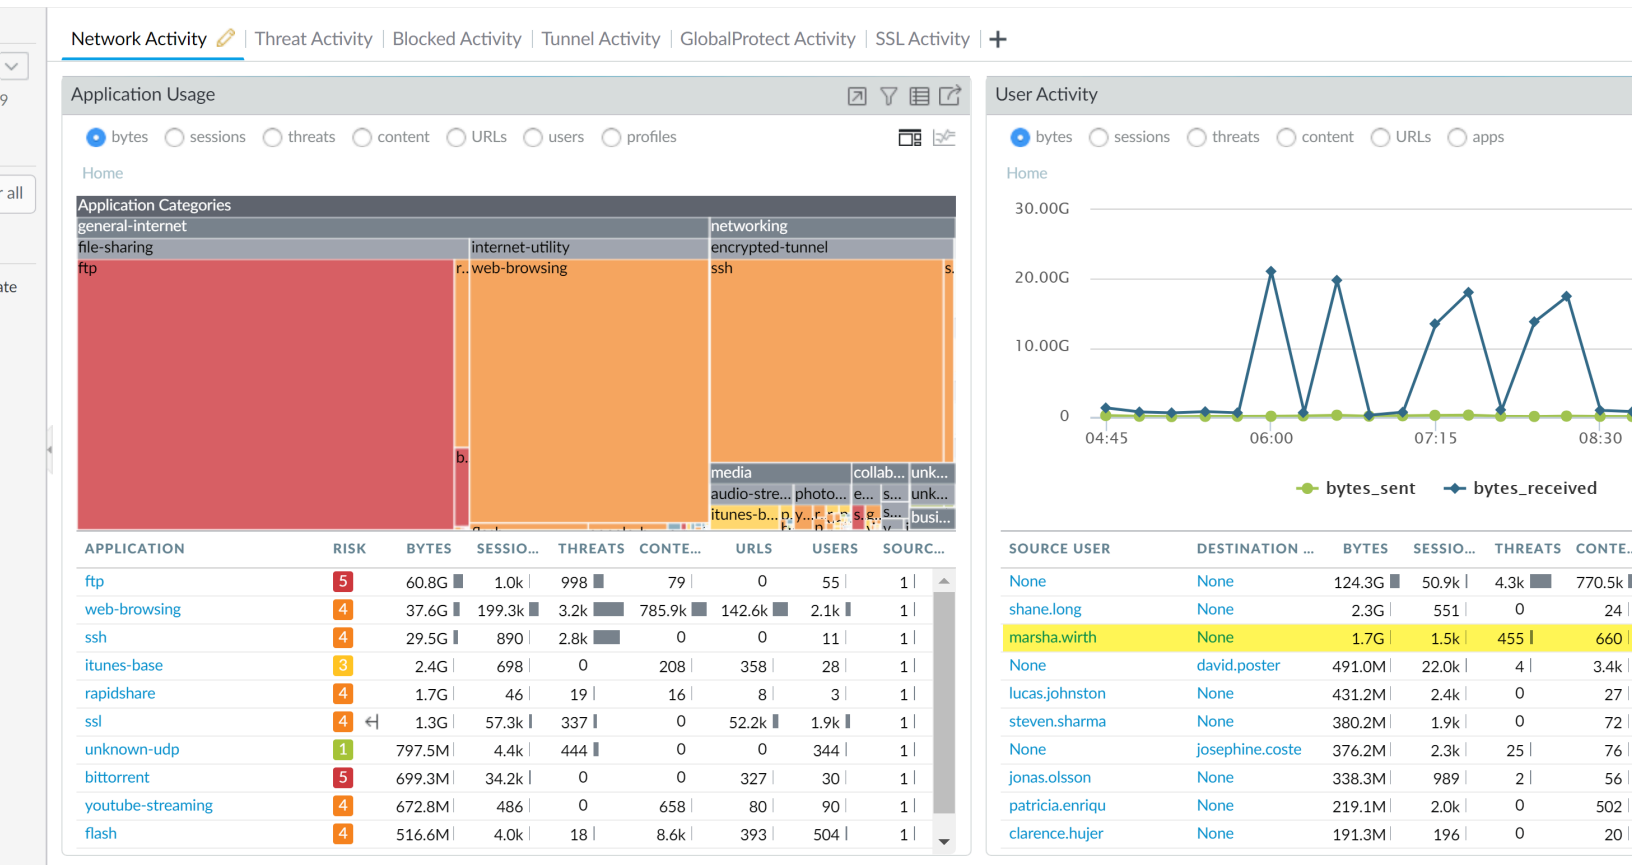 Network Activity Threat Activity Blocked Activity Tunnel Activity GlobalProtect Activity SSL Activity +
9
r all
ate
Application Usage
bytes sessions threats content URLs users profiles
Home
Application Categories
general-internet networking
file-sharing internet-utility encrypted-tunnel
ftp r... web-browsing ssh s.
b.
media collab... unk...
audio-stre... photo... e... s... unk...
itunes-b... p. y... r. s. g.. s... busi...
APPLICATION RISK BYTES SESSIO... THREATS CONTE... URLS USERS SOURC...
ftp 5 60.8G 1.0k 998 79 0 55 1
web-browsing 4 37.6G 199.3k 3.2k 785.9k 142.6k 2.1k 1
ssh 4 29.5G 890 2.8k 0 0 11 1
itunes-base 3 2.4G 698 0 208 358 28 1
rapidshare 4 1.7G 46 19 16 8 3 1
ssl 4 1.3G 57.3k 337 0 52.2k 1.9k 1
unknown-udp 1 797.5M 4.4k 444 0 0 344 1
bittorrent 5 699.3M 34.2k 0 0 327 30 1
youtube-streaming 4 672.8M 486 0 658 80 90 1
flash 4 516.6M 4.0k 18 8.6k 393 504 1
User Activity
bytes sessions threats content URLs apps
Home
30.00G
20.00G
10.00G
0
04:45 06:00 07:15 08:30
bytes_sent bytes_received
SOURCE USER DESTINATION ... BYTES SESSIO... THREATS CONTE...
None None 124.3G 50.9k 4.3k 770.5k
shane.long None 2.3G 551 0 24
marsha.wirth None 1.7G 1.5k 455 660
None david.poster 491.0M 22.0k 4 3.4k
lucas.johnston None 431.2M 2.4k 0 27
steven.sharma None 380.2M 1.9k 0 72
None josephine.coste 376.2M 2.3k 25 76
jonas.olsson None 338.3M 989 2 56
patricia.enriqu None 219.1M 2.0k 0 502
clarence.hujer None 191.3M 196 0 20